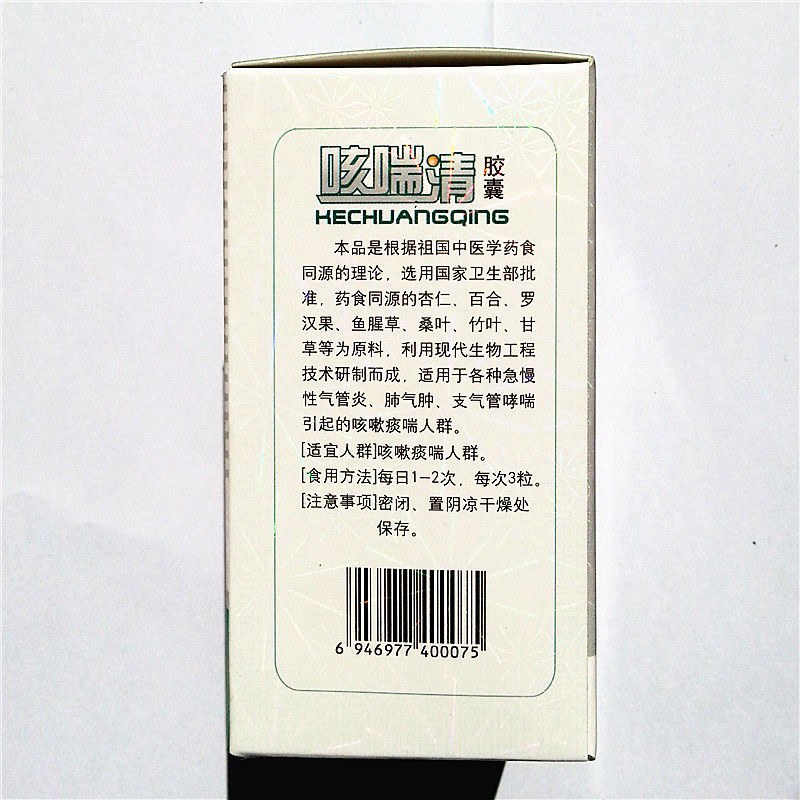 咳喘清胶囊
KECHUANGQING
本品是根据祖国中医学药食
同源的理论，选用国家卫生部批
准，药食同源的杏仁、百合、罗
汉果、鱼腥草、桑叶、竹叶、甘
草等为原料，利用现代生物工程
技术研制而成，适用于各种急慢
性气管炎、肺气肿、支气管哮喘
引起的咳嗽痰喘人群。
[适宜人群]咳嗽痰喘人群。
[食用方法]每日1-2次，每次3粒。
[注意事项]密闭、置阴凉干燥处
保存。
6 946977 400075